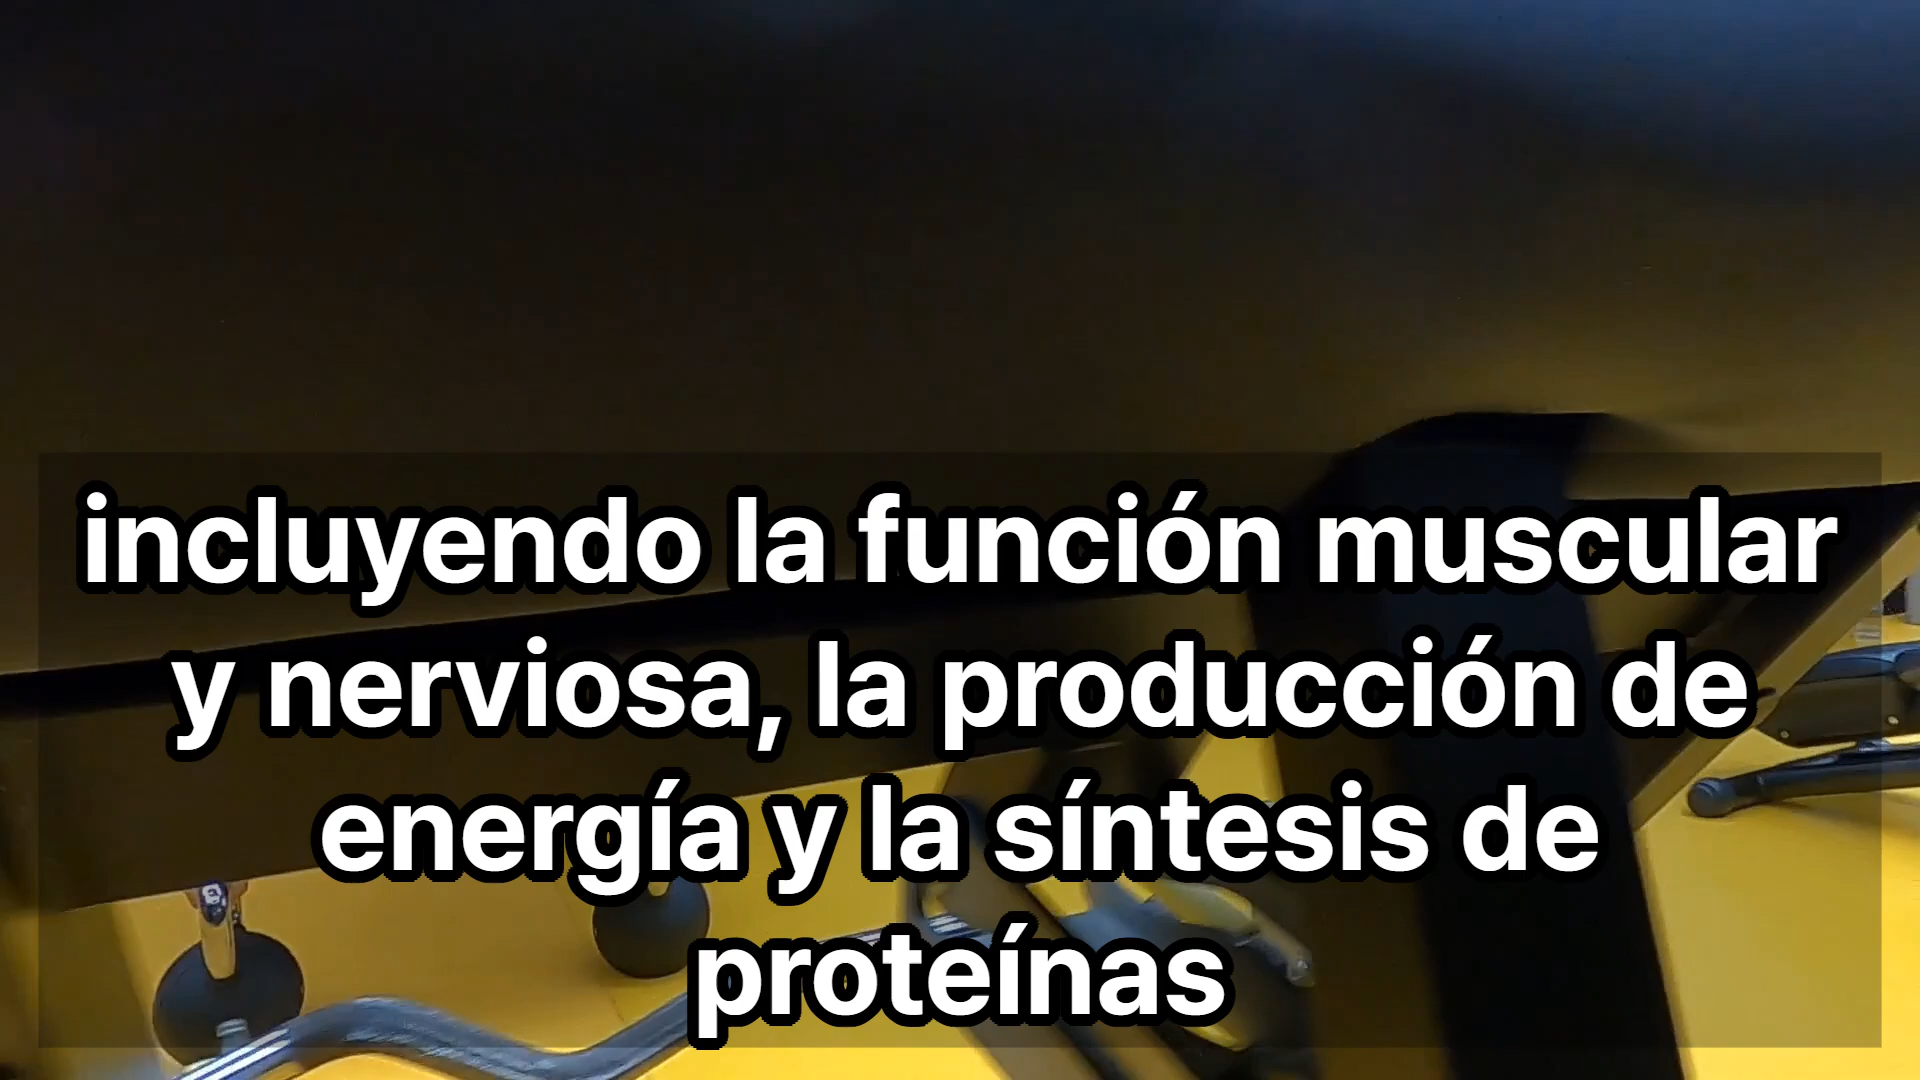 incluyendo la función muscular
y nerviosa, la producción de
energía y la síntesis de
proteínas